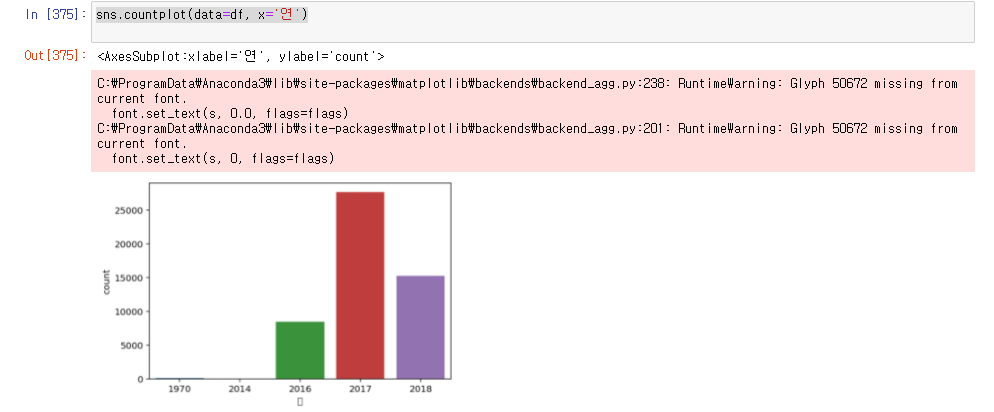 In [375]: sns.countplot(data=df, x='연')
Out[375]: <AxesSubplot:xlabel='연', ylabel='count'>
C:₩ProgramData₩Anaconda3₩lib₩site-packages₩matplotlib₩backends₩backend_agg.py:238: RuntimeWarning: Glyph 50672 missing from
current font.
font.set_text(s, 0.0, flags=flags)
C:₩ProgramData₩Anaconda3₩lib₩site-packages₩matplotlib₩backends₩backend_agg.py:201: RuntimeWarning: Glyph 50672 missing from
current font.
font.set_text(s, 0, flags=flags)
25000
20000
15000
10000
5000
0
count
1970 2014 2016 2017 2018
▯